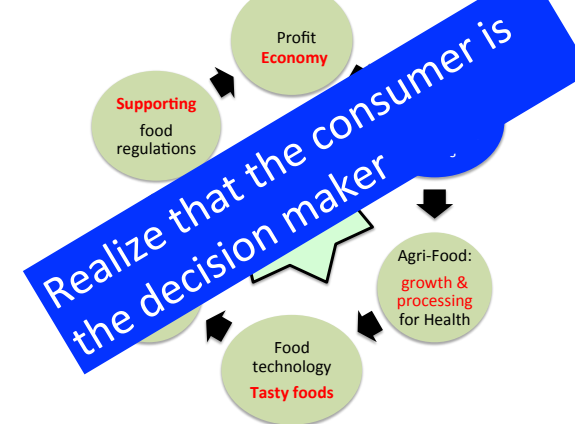 Profit
Economy
Supporting
food
regulations
Realize that the consumer is
the decision maker
Agri-Food:
growth &
processing
for Health
Food
technology
Tasty foods